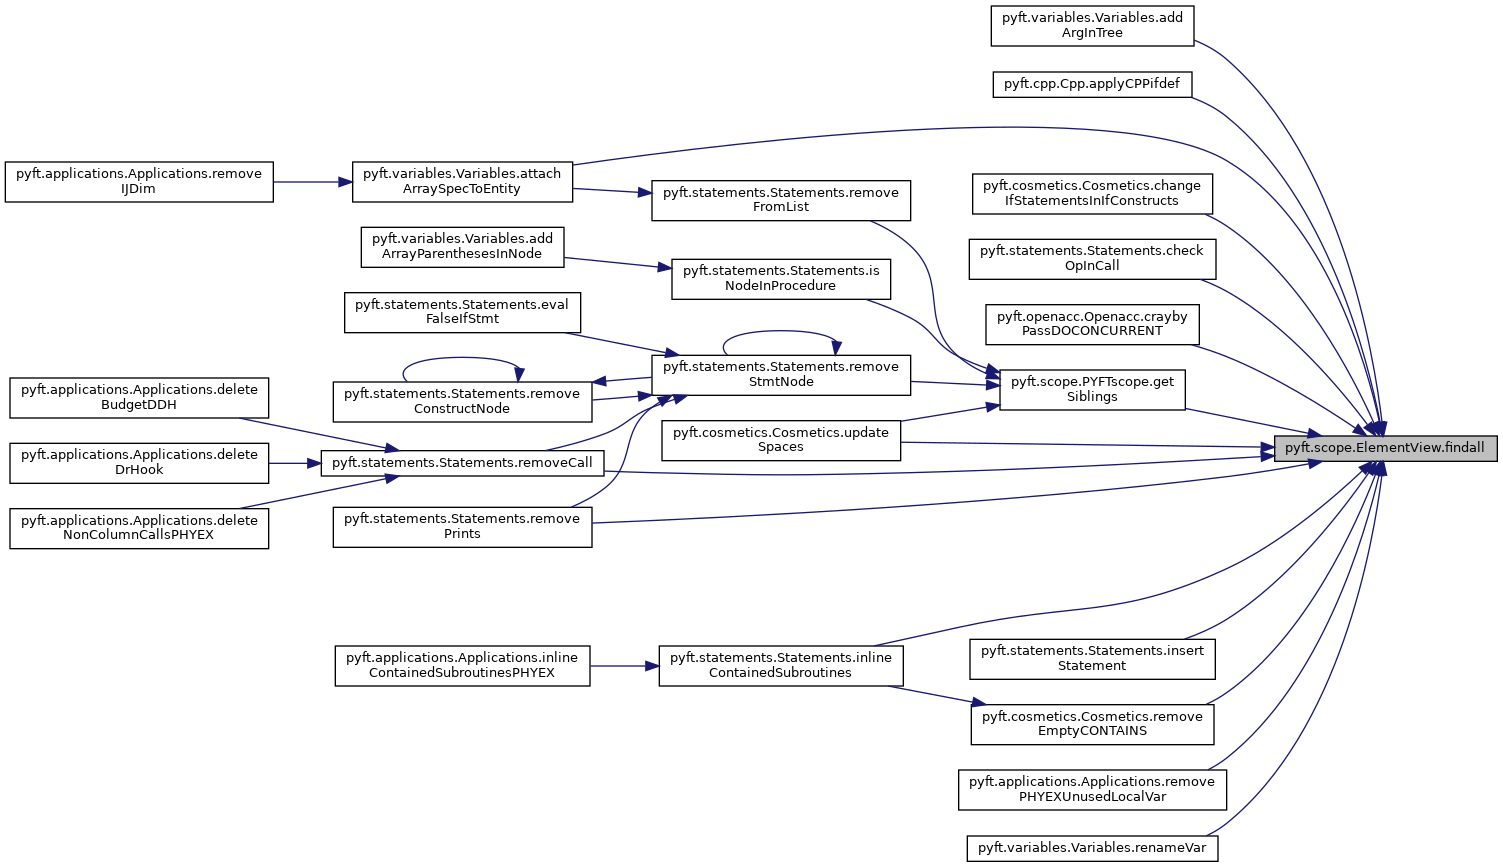 pyft.variables.Variables.add
ArgInTree
pyft.cpp.Cpp.applyCPPifdef
pyft.applications.Applications.remove
IJDim
pyft.variables.Variables.attach
ArraySpecToEntity
pyft.statements.Statements.remove
FromList
pyft.cosmetics.Cosmetics.change
IfStatementsInIfConstructs
pyft.variables.Variables.add
ArrayParenthesesInNode
pyft.statements.Statements.is
NodeInProcedure
pyft.statements.Statements.check
OpInCall
pyft.statements.Statements.eval
FalseIfStmt
pyft.openacc.Openacc.crayby
PassDOCONCURRENT
pyft.statements.Statements.remove
StmtNode
pyft.scope.PYFTscope.get
Siblings
pyft.applications.Applications.delete
BudgetDDH
pyft.statements.Statements.remove
ConstructNode
pyft.cosmetics.Cosmetics.update
Spaces
pyft.scope.ElementView.findall
pyft.applications.Applications.delete
DrHook
pyft.statements.Statements.removeCall
pyft.applications.Applications.delete
NonColumnCallsPHYEX
pyft.statements.Statements.remove
Prints
pyft.applications.Applications.inline
ContainedSubroutinesPHYEX
pyft.statements.Statements.inline
ContainedSubroutines
pyft.statements.Statements.insert
Statement
pyft.cosmetics.Cosmetics.remove
EmptyCONTAINS
pyft.applications.Applications.remove
PHYEXUnusedLocalVar
pyft.variables.Variables.renameVar